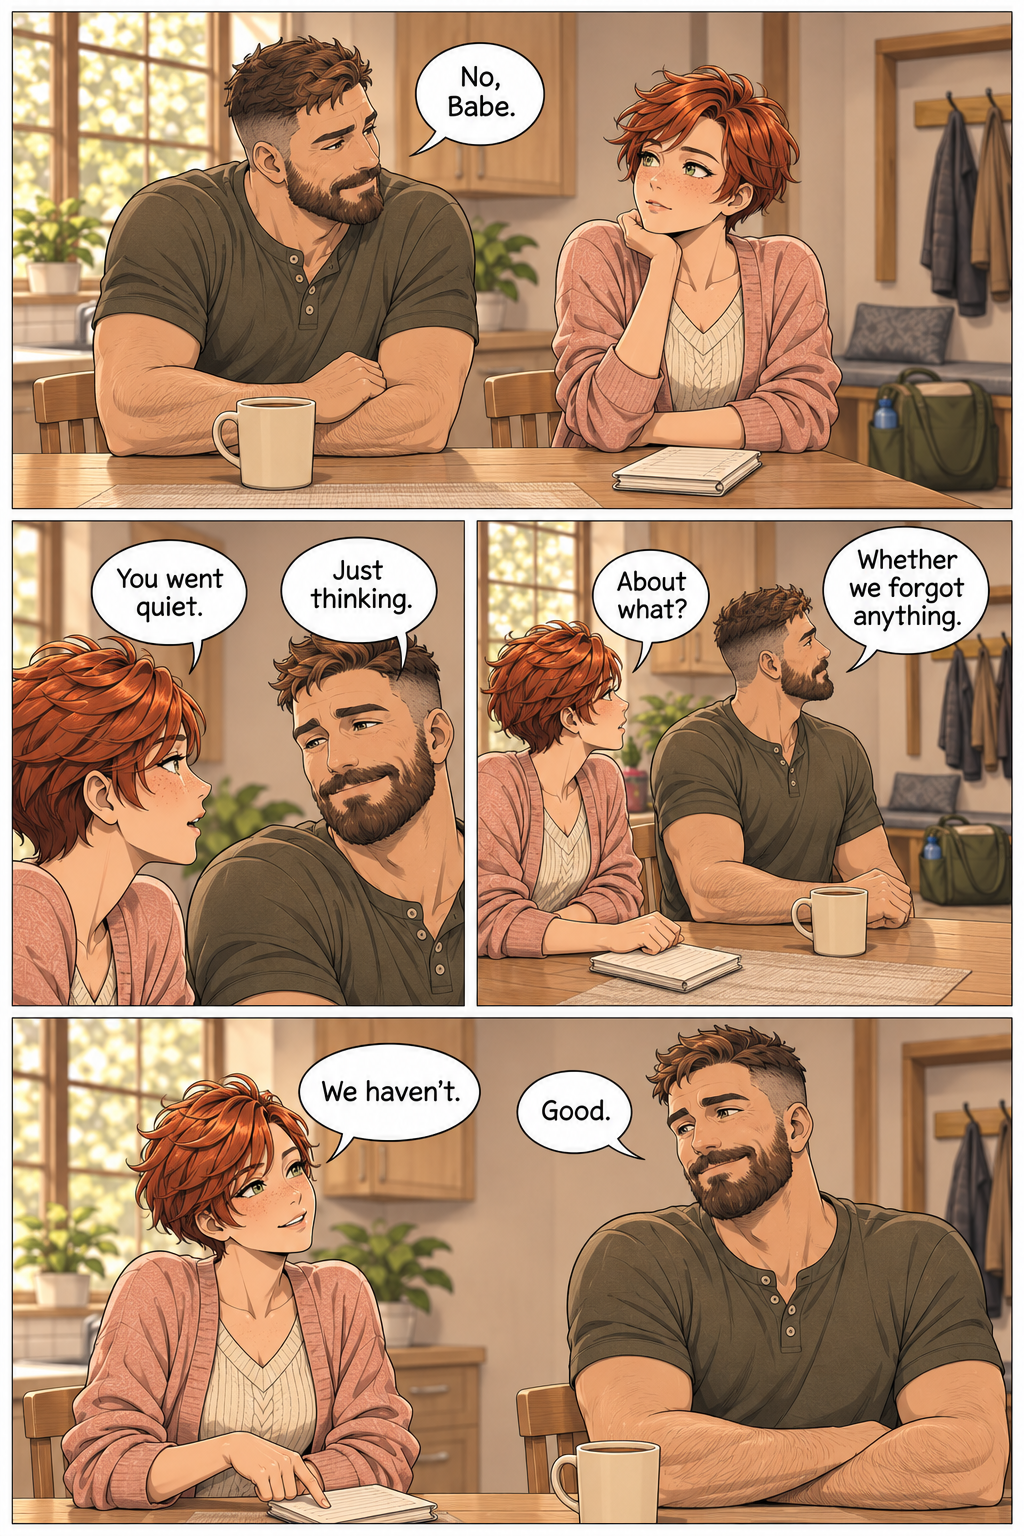 No,
Babe.
You went
quiet.
Just
thinking.
About
what?
Whether
we forgot
anything.
We haven't.
Good.